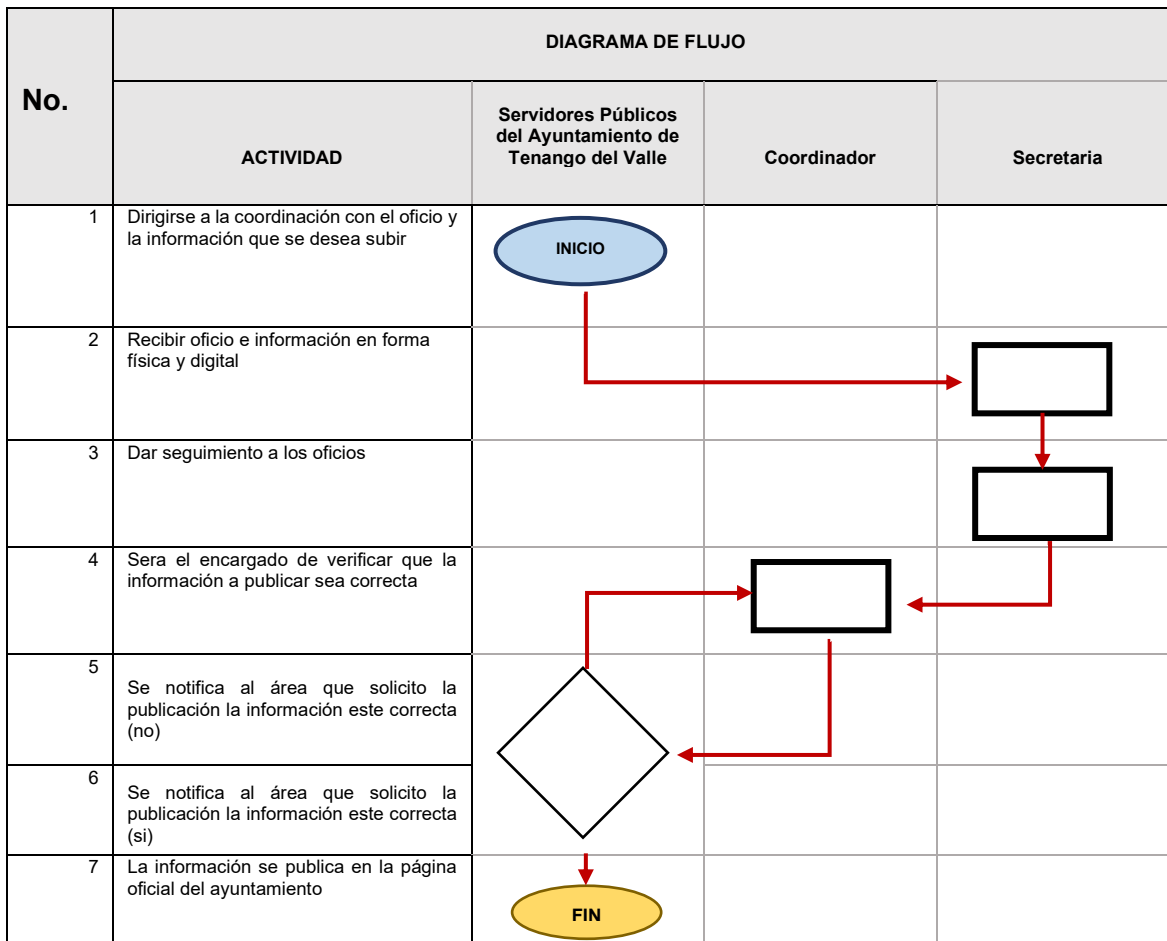 DIAGRAMA DE FLUJO
No.
ACTIVIDAD
Servidores Públicos
del Ayuntamiento de
Tenango del Valle
Coordinador
Secretaria
1
Dirigirse a la coordinación con el oficio y
la información que se desea subir
INICIO
2
Recibir oficio e información en forma
física y digital
3
Dar seguimiento a los oficios
4
Sera el encargado de verificar que la
información a publicar sea correcta
5
Se notifica al área que solicito la
publicación la información este correcta
(no)
6
Se notifica al área que solicito la
publicación la información este correcta
(si)
7
La información se publica en la página
oficial del ayuntamiento
FIN